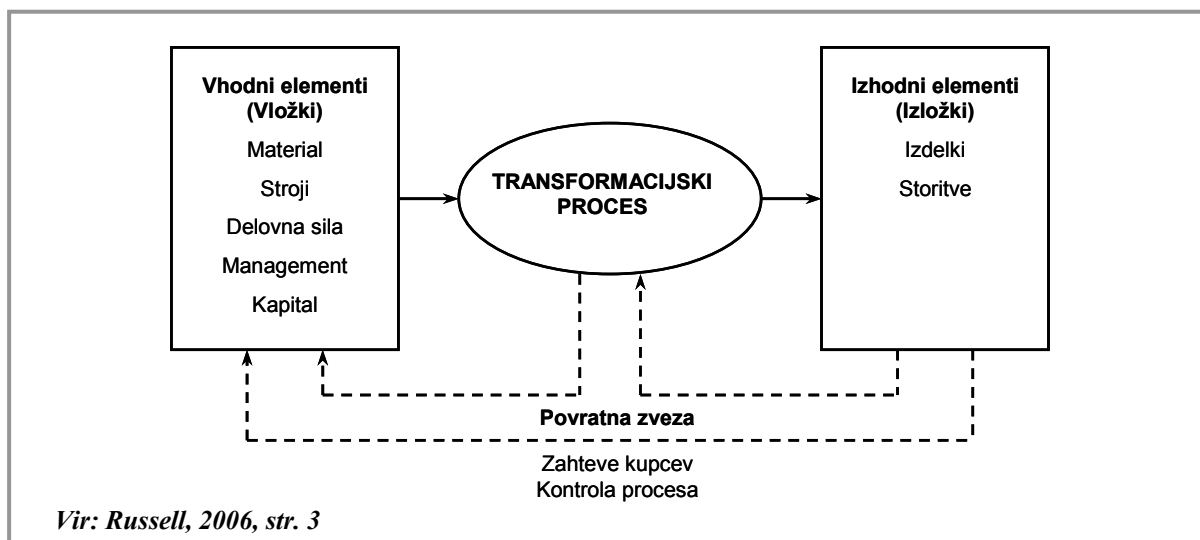 Vhodni elementi
(Vložki)
Material
Stroji
Delovna sila
Management
Kapital
TRANSFORMACIJSKI
PROCES
Izhodni elementi
(Izložki)
Izdelki
Storitve
Povratna zveza
Zahteve kupcev
Kontrola procesa
Vir: Russell, 2006, str. 3